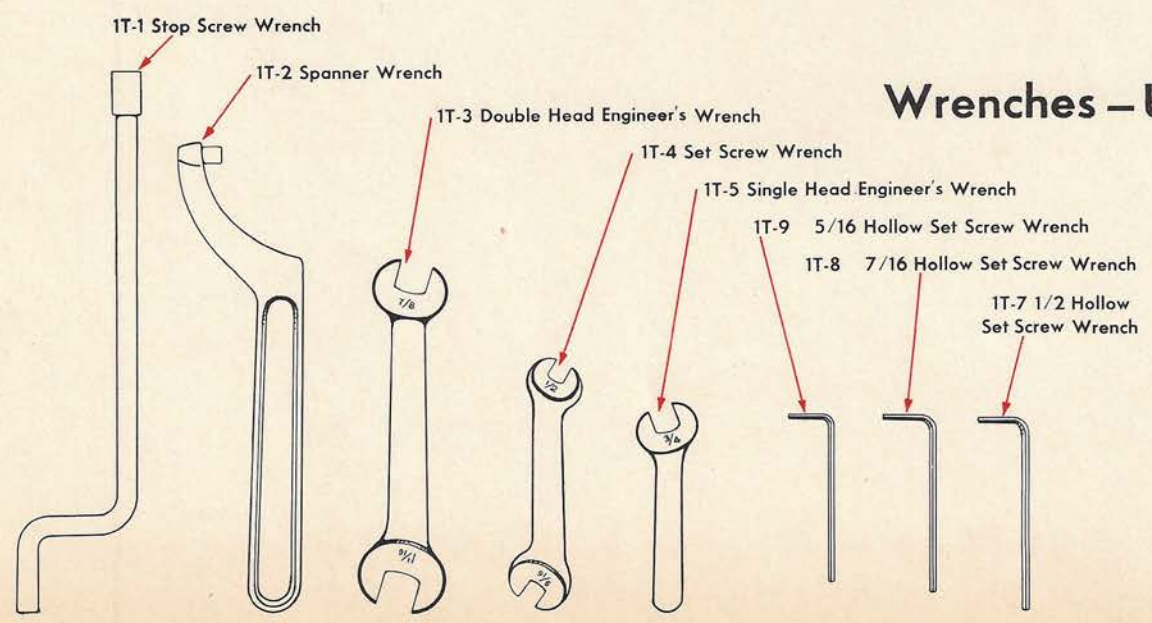 1T-1 Stop Screw Wrench
1T-2 Spanner Wrench
Wrenches –
1T-3 Double Head Engineer's Wrench
1T-4 Set Screw Wrench
1T-5 Single Head Engineer's Wrench
1T-9 5/16 Hollow Set Screw Wrench
1T-8 7/16 Hollow Set Screw Wrench
1T-7 1/2 Hollow
Set Screw Wrench
7/8
1/2
3/4